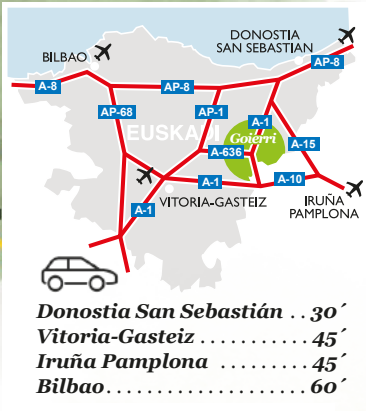 DONOSTIA
SAN SEBASTIAN
BILBAO
AP-8
A-8
AP-8
AP-68
AP-1
A-1
EUSKADI
Goierri
A-15
A-636
A-1
A-10
VITORIA-GASTEIZ
A-1
IRUÑA
PAMPLONA
Donostia San Sebastián . . 30´
Vitoria-Gasteiz . . . . . . . . . . 45´
Iruña Pamplona . . . . . . . . . 45´
Bilbao . . . . . . . . . . . . . . . . . . . 60´